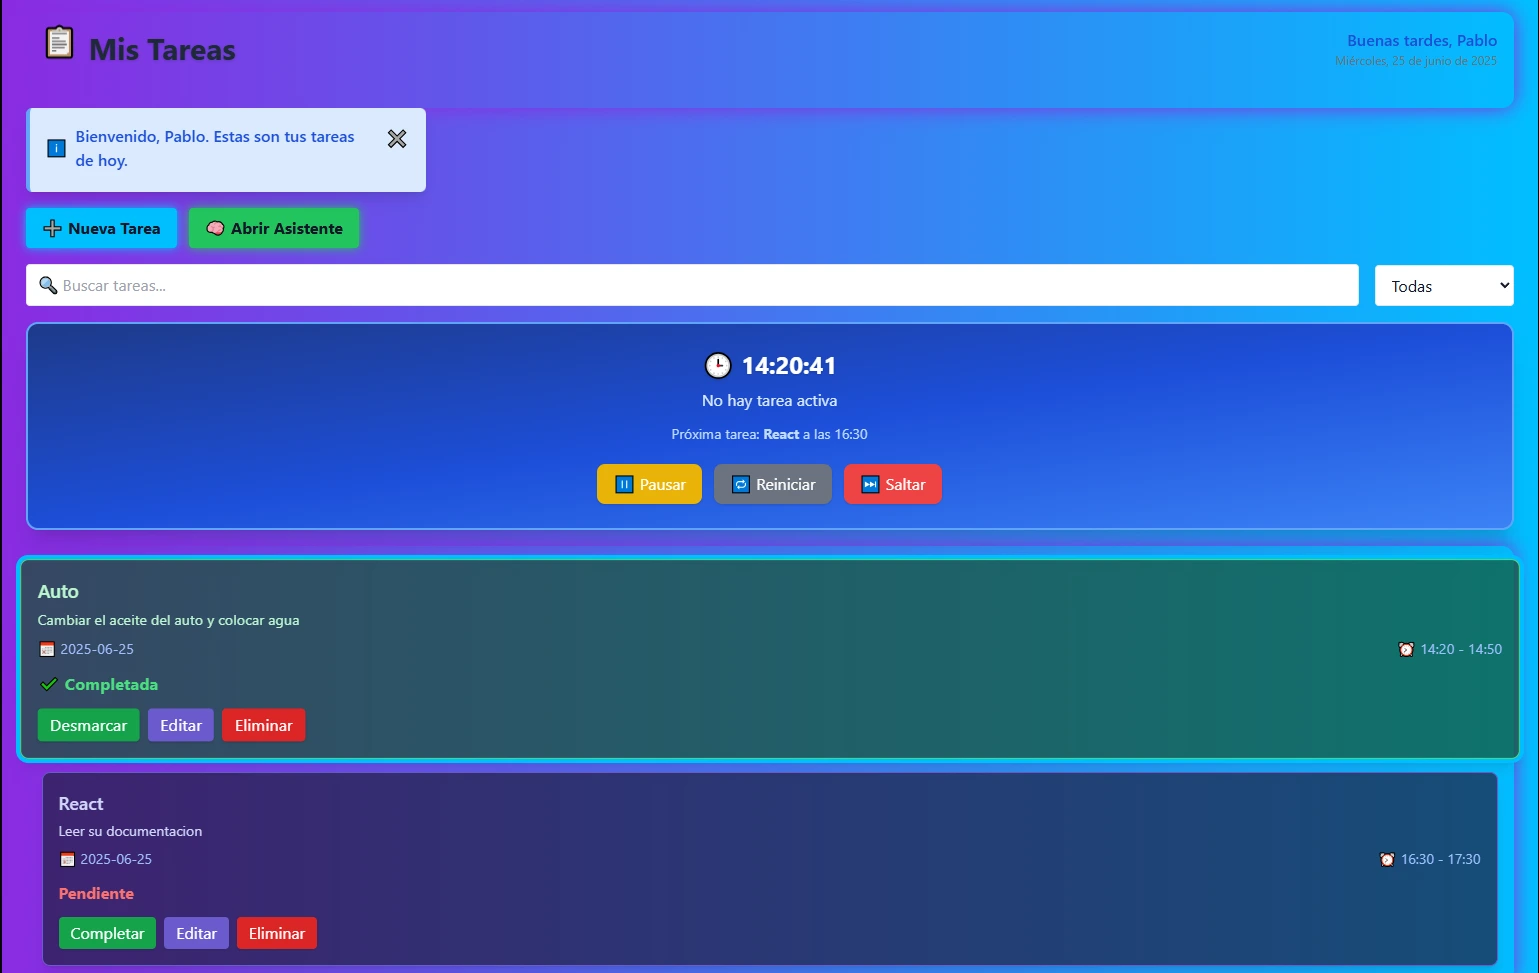 Mis Tareas
Buenas tardes, Pablo
Miércoles, 25 de junio de 2025
Bienvenido, Pablo. Estas son tus tareas
de hoy.
Nueva Tarea
Abrir Asistente
Buscar tareas...
Todas
14:20:41
No hay tarea activa
Próxima tarea: React a las 16:30
Pausar
Reiniciar
Saltar
Auto
Cambiar el aceite del auto y colocar agua
2025-06-25
14:20 - 14:50
Completada
Desmarcar
Editar
Eliminar
React
Leer su documentacion
2025-06-25
16:30 - 17:30
Pendiente
Completar
Editar
Eliminar